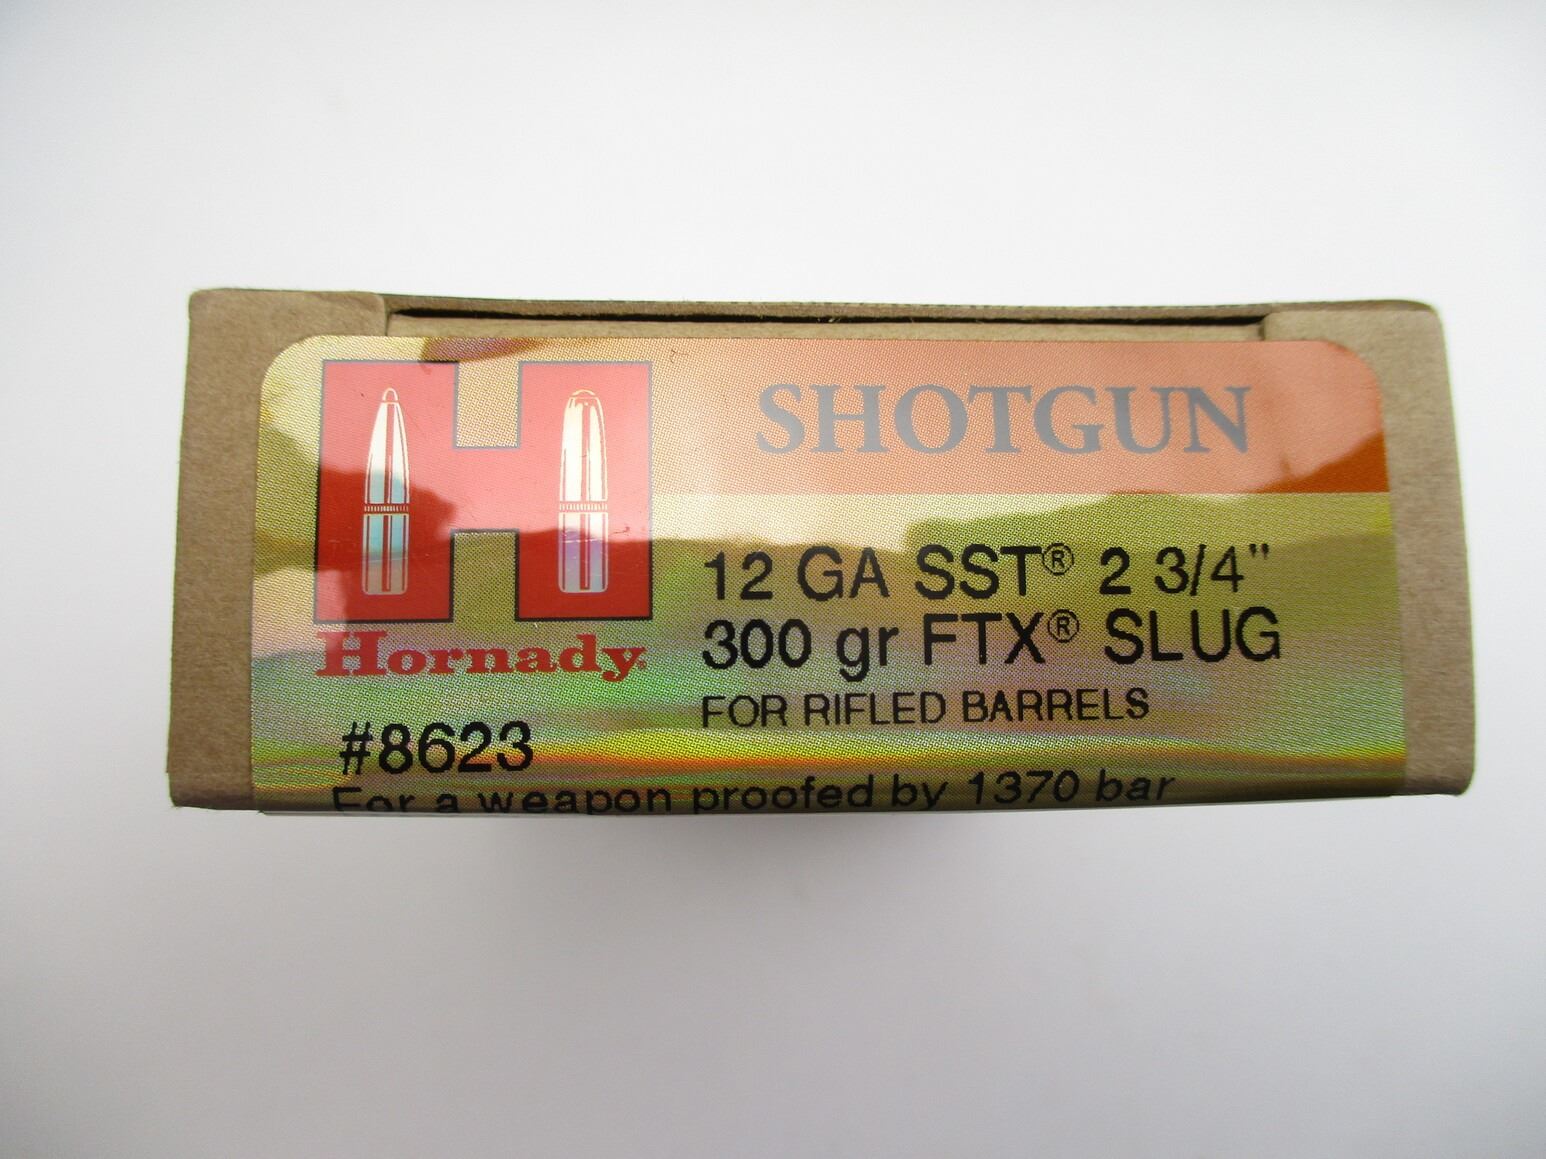 SHOTGUN
Hornady
12 GA SST® 2 3/4"
300 gr FTX® SLUG
FOR RIFLED BARRELS
#8623
For a weapon proofed by 1370 bar